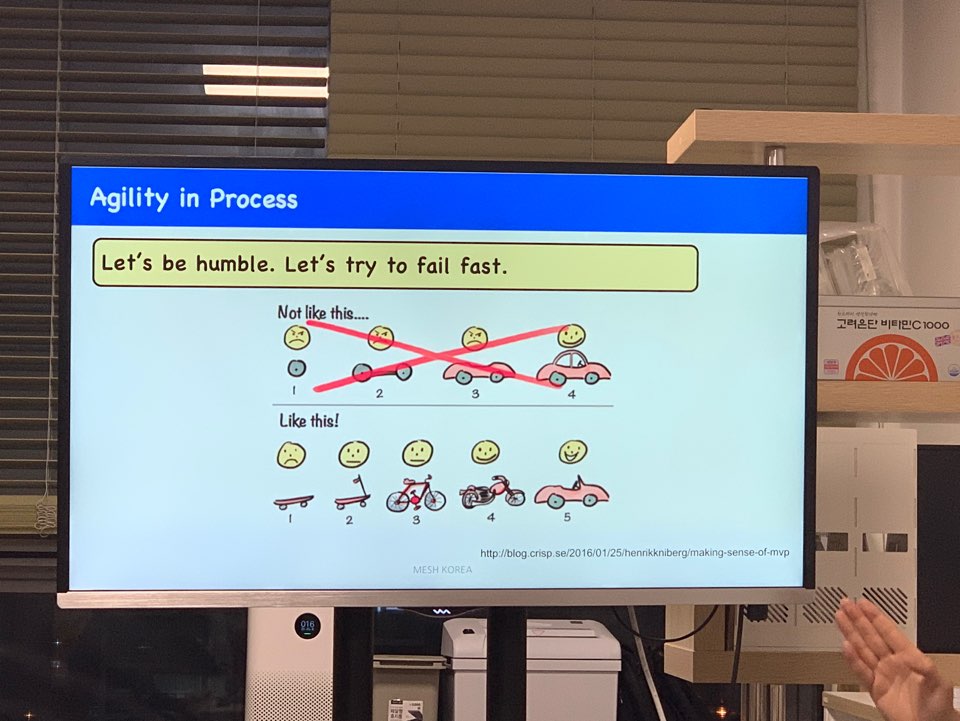 Agility in Process
Let's be humble. Let's try to fail fast.
Not like this....
1
2
3
4
Like this!
1
2
3
4
5
http://blog.crisp.se/2016/01/25/henrikkniberg/making-sense-of-mvp
MESH KOREA
고려은단 비타민C 1000
016